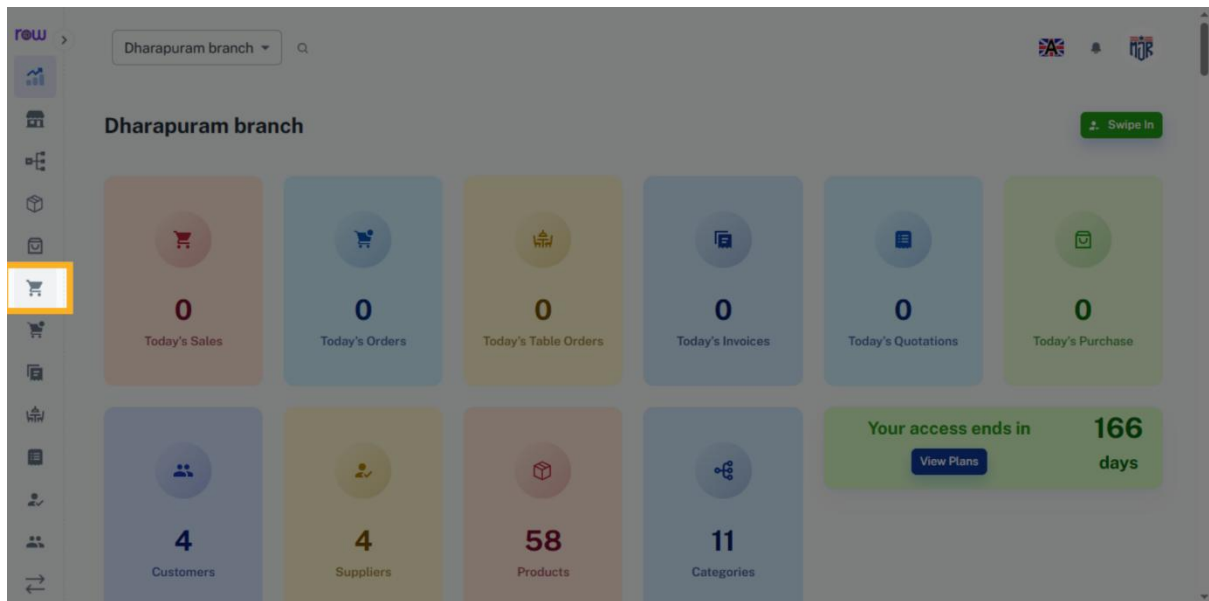 row
Dharapuram branch
A
MJR
Dharapuram branch
Swipe In
0
Today's Sales
0
Today's Orders
0
Today's Table Orders
0
Today's Invoices
0
Today's Quotations
0
Today's Purchase
4
Customers
4
Suppliers
58
Products
11
Categories
Your access ends in
166
View Plans
days